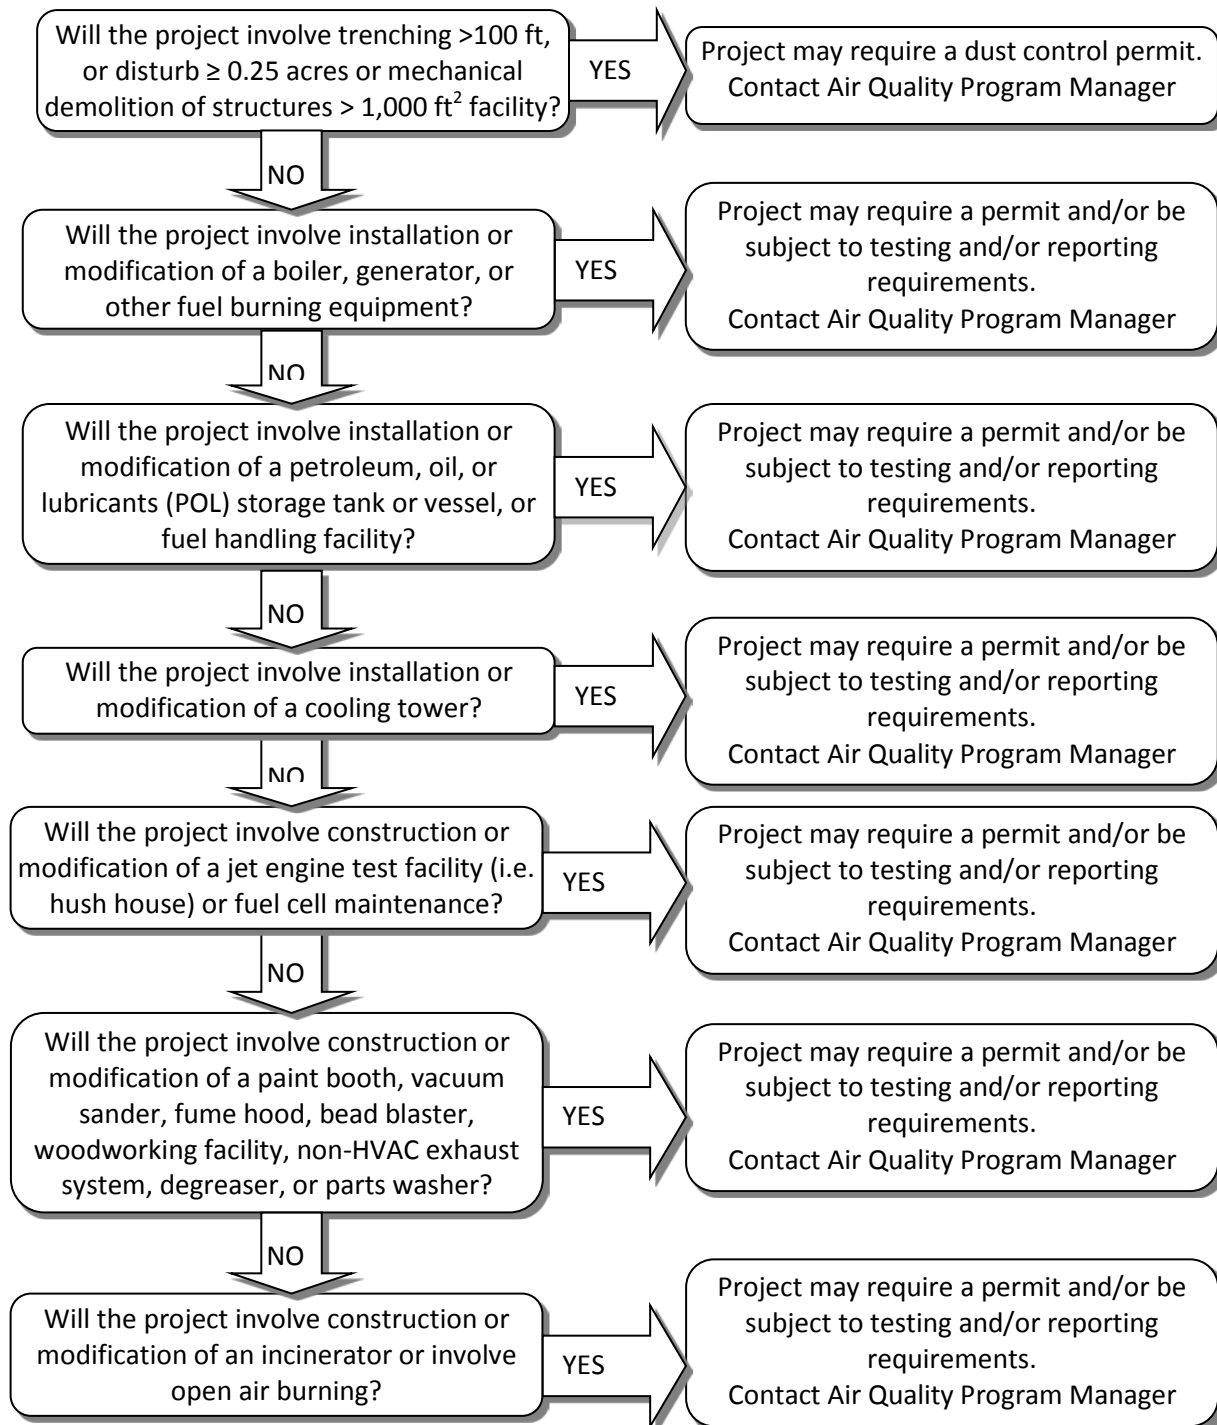 Will the project involve trenching >100 ft,
or disturb ≥ 0.25 acres or mechanical
demolition of structures > 1,000 ft² facility?
YES
Project may require a dust control permit.
Contact Air Quality Program Manager
NO
Will the project involve installation or
modification of a boiler, generator, or
other fuel burning equipment?
YES
Project may require a permit and/or be
subject to testing and/or reporting
requirements.
Contact Air Quality Program Manager
NO
Will the project involve installation or
modification of a petroleum, oil, or
lubricants (POL) storage tank or vessel, or
fuel handling facility?
YES
Project may require a permit and/or be
subject to testing and/or reporting
requirements.
Contact Air Quality Program Manager
NO
Will the project involve installation or
modification of a cooling tower?
YES
Project may require a permit and/or be
subject to testing and/or reporting
requirements.
Contact Air Quality Program Manager
NO
Will the project involve construction or
modification of a jet engine test facility (i.e.
hush house) or fuel cell maintenance?
YES
Project may require a permit and/or be
subject to testing and/or reporting
requirements.
Contact Air Quality Program Manager
NO
Will the project involve construction or
modification of a paint booth, vacuum
sander, fume hood, bead blaster,
woodworking facility, non-HVAC exhaust
system, degreaser, or parts washer?
YES
Project may require a permit and/or be
subject to testing and/or reporting
requirements.
Contact Air Quality Program Manager
NO
Will the project involve construction or
modification of an incinerator or involve
open air burning?
YES
Project may require a permit and/or be
subject to testing and/or reporting
requirements.
Contact Air Quality Program Manager